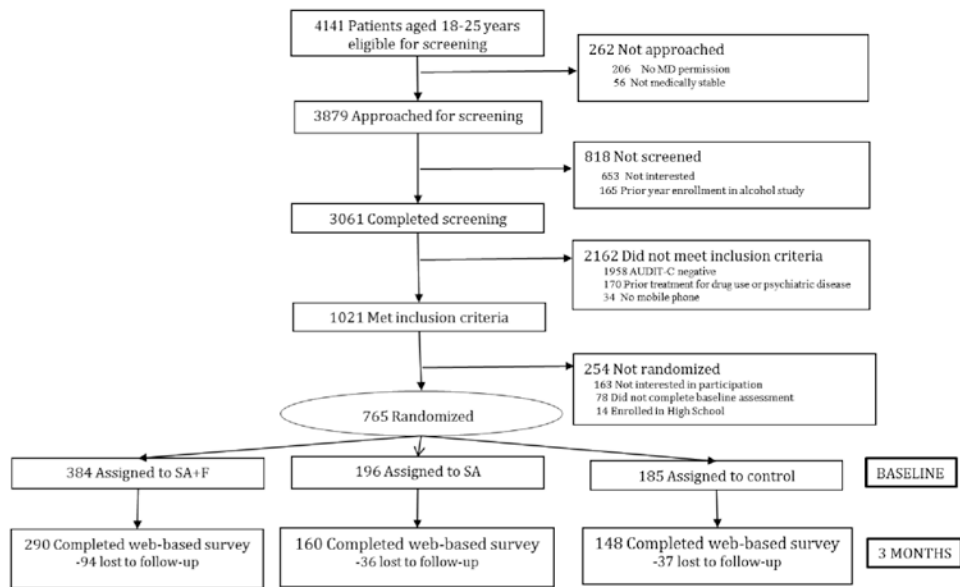 4141 Patients aged 18-25 years
eligible for screening
262 Not approached
206 No MD permission
56 Not medically stable
3879 Approached for screening
818 Not screened
653 Not interested
165 Prior year enrollment in alcohol study
3061 Completed screening
2162 Did not meet inclusion criteria
1958 AUDIT-C negative
170 Prior treatment for drug use or psychiatric disease
34 No mobile phone
1021 Met inclusion criteria
254 Not randomized
163 Not interested in participation
78 Did not complete baseline assessment
14 Enrolled in High School
765 Randomized
384 Assigned to SA+F
196 Assigned to SA
185 Assigned to control
BASELINE
290 Completed web-based survey
-94 lost to follow-up
160 Completed web-based survey
-36 lost to follow-up
148 Completed web-based survey
-37 lost to follow-up
3 MONTHS